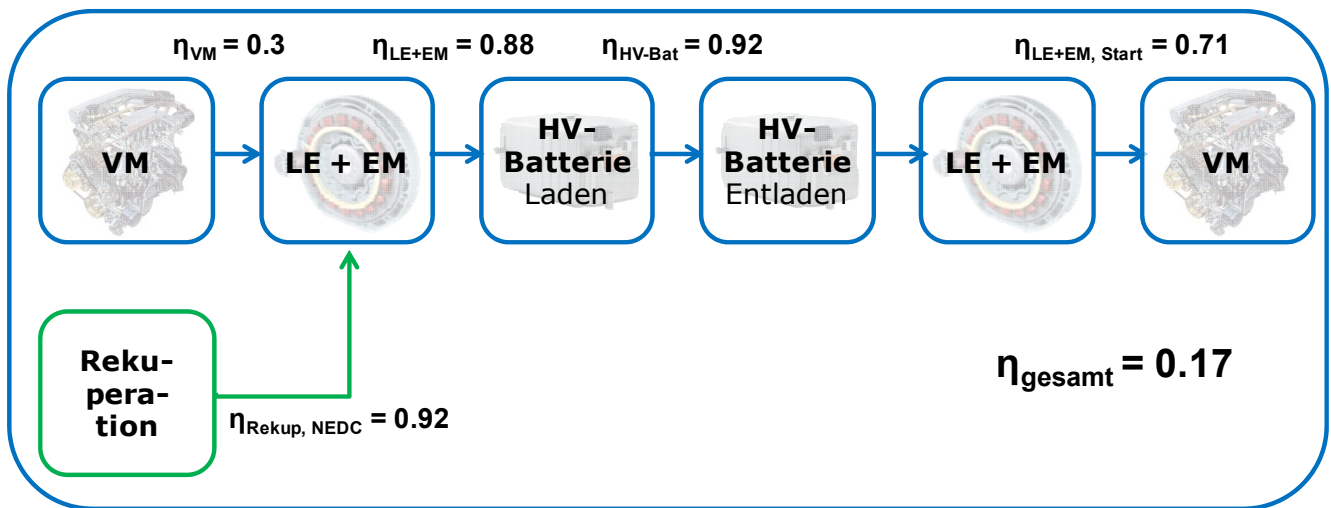 ηVM = 0.3
ηLE+EM = 0.88
ηHV-Bat = 0.92
ηLE+EM, Start = 0.71
VM
LE + EM
HV-
Batterie
Laden
HV-
Batterie
Entladen
LE + EM
VM
Reku-
pera-
tion
ηRekup, NEDC = 0.92
ηgesamt = 0.17